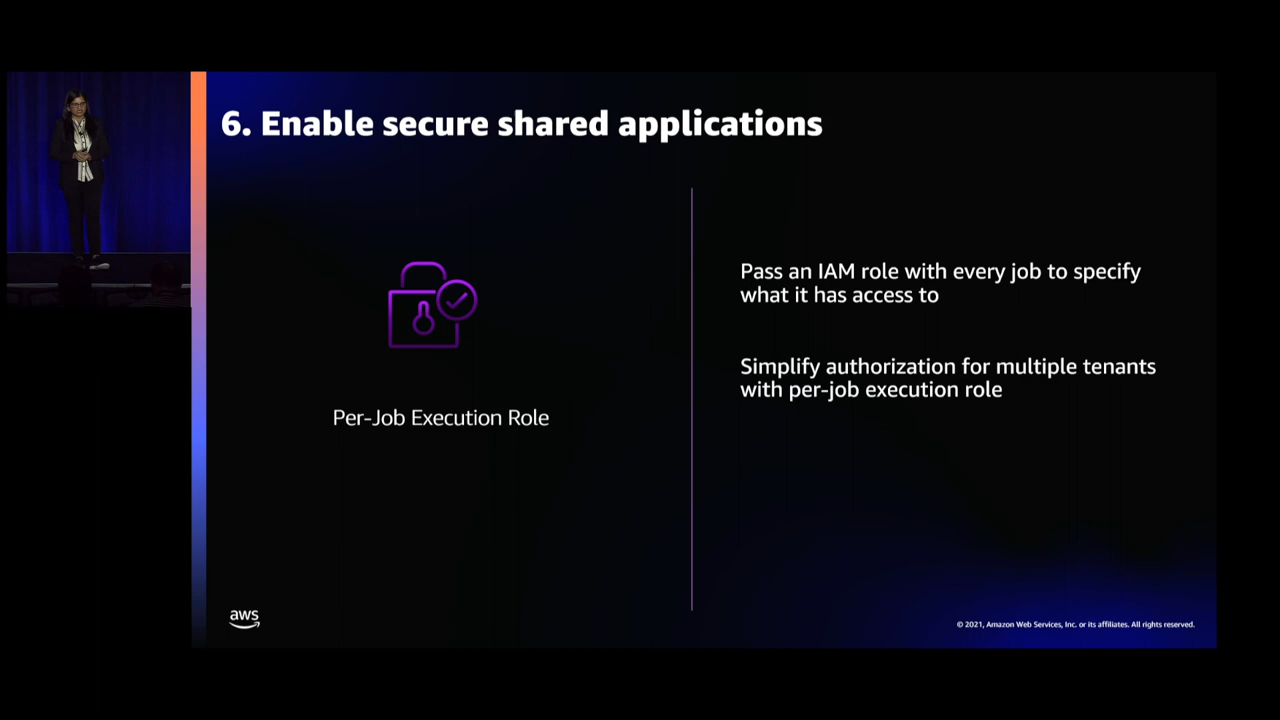 6. Enable secure shared applications
Per-Job Execution Role
Pass an IAM role with every job to specify
what it has access to
Simplify authorization for multiple tenants
with per-job execution role
aws
© 2021, Amazon Web Services, Inc. or its affiliates. All rights reserved.